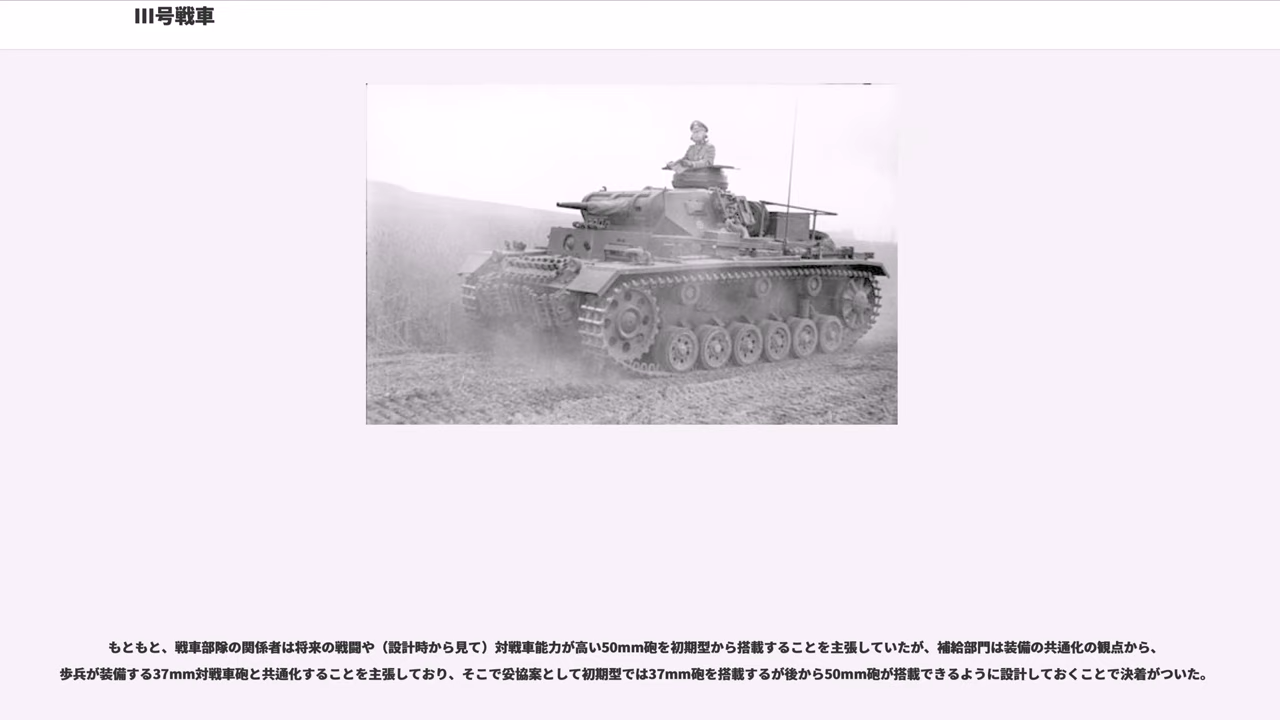 III号戦車
もともと、戦車部隊の関係者は将来の戦闘や（設計時から見て）対戦車能力が高い50mm砲を初期型から搭載することを主張していたが、補給部門は装備の共通化の観点から、
歩兵が装備する37mm対戦車砲と共通化することを主張しており、そこで妥協案として初期型では37mm砲を搭載するが後から50mm砲が搭載できるように設計しておくことで決着がついた。